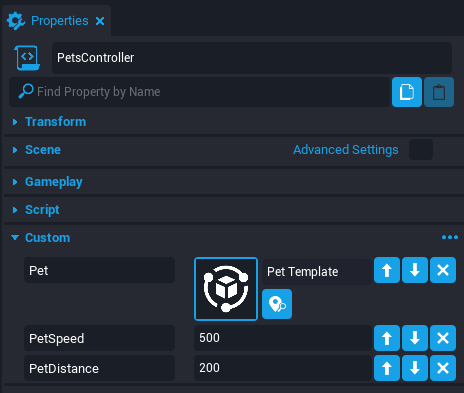 Properties
PetsController
Find Property by Name
Transform
Scene Advanced Settings
Gameplay
Script
Custom
Pet Pet Template
PetSpeed 500
PetDistance 200